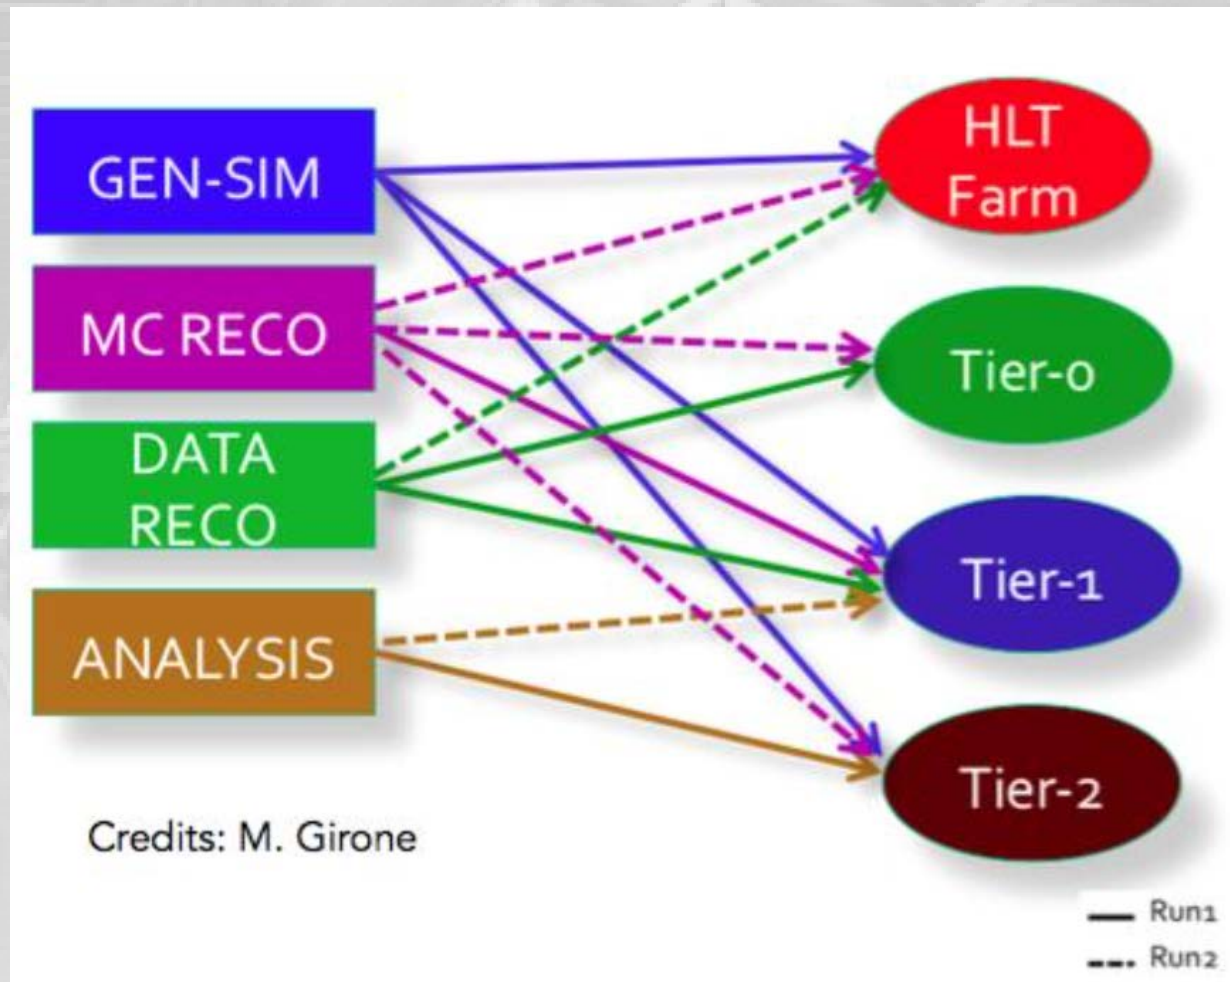 GEN-SIM
MC RECO
DATA
RECO
ANALYSIS
HLT
Farm
Tier-0
Tier-1
Tier-2
Credits: M. Girone
Run1
Run2